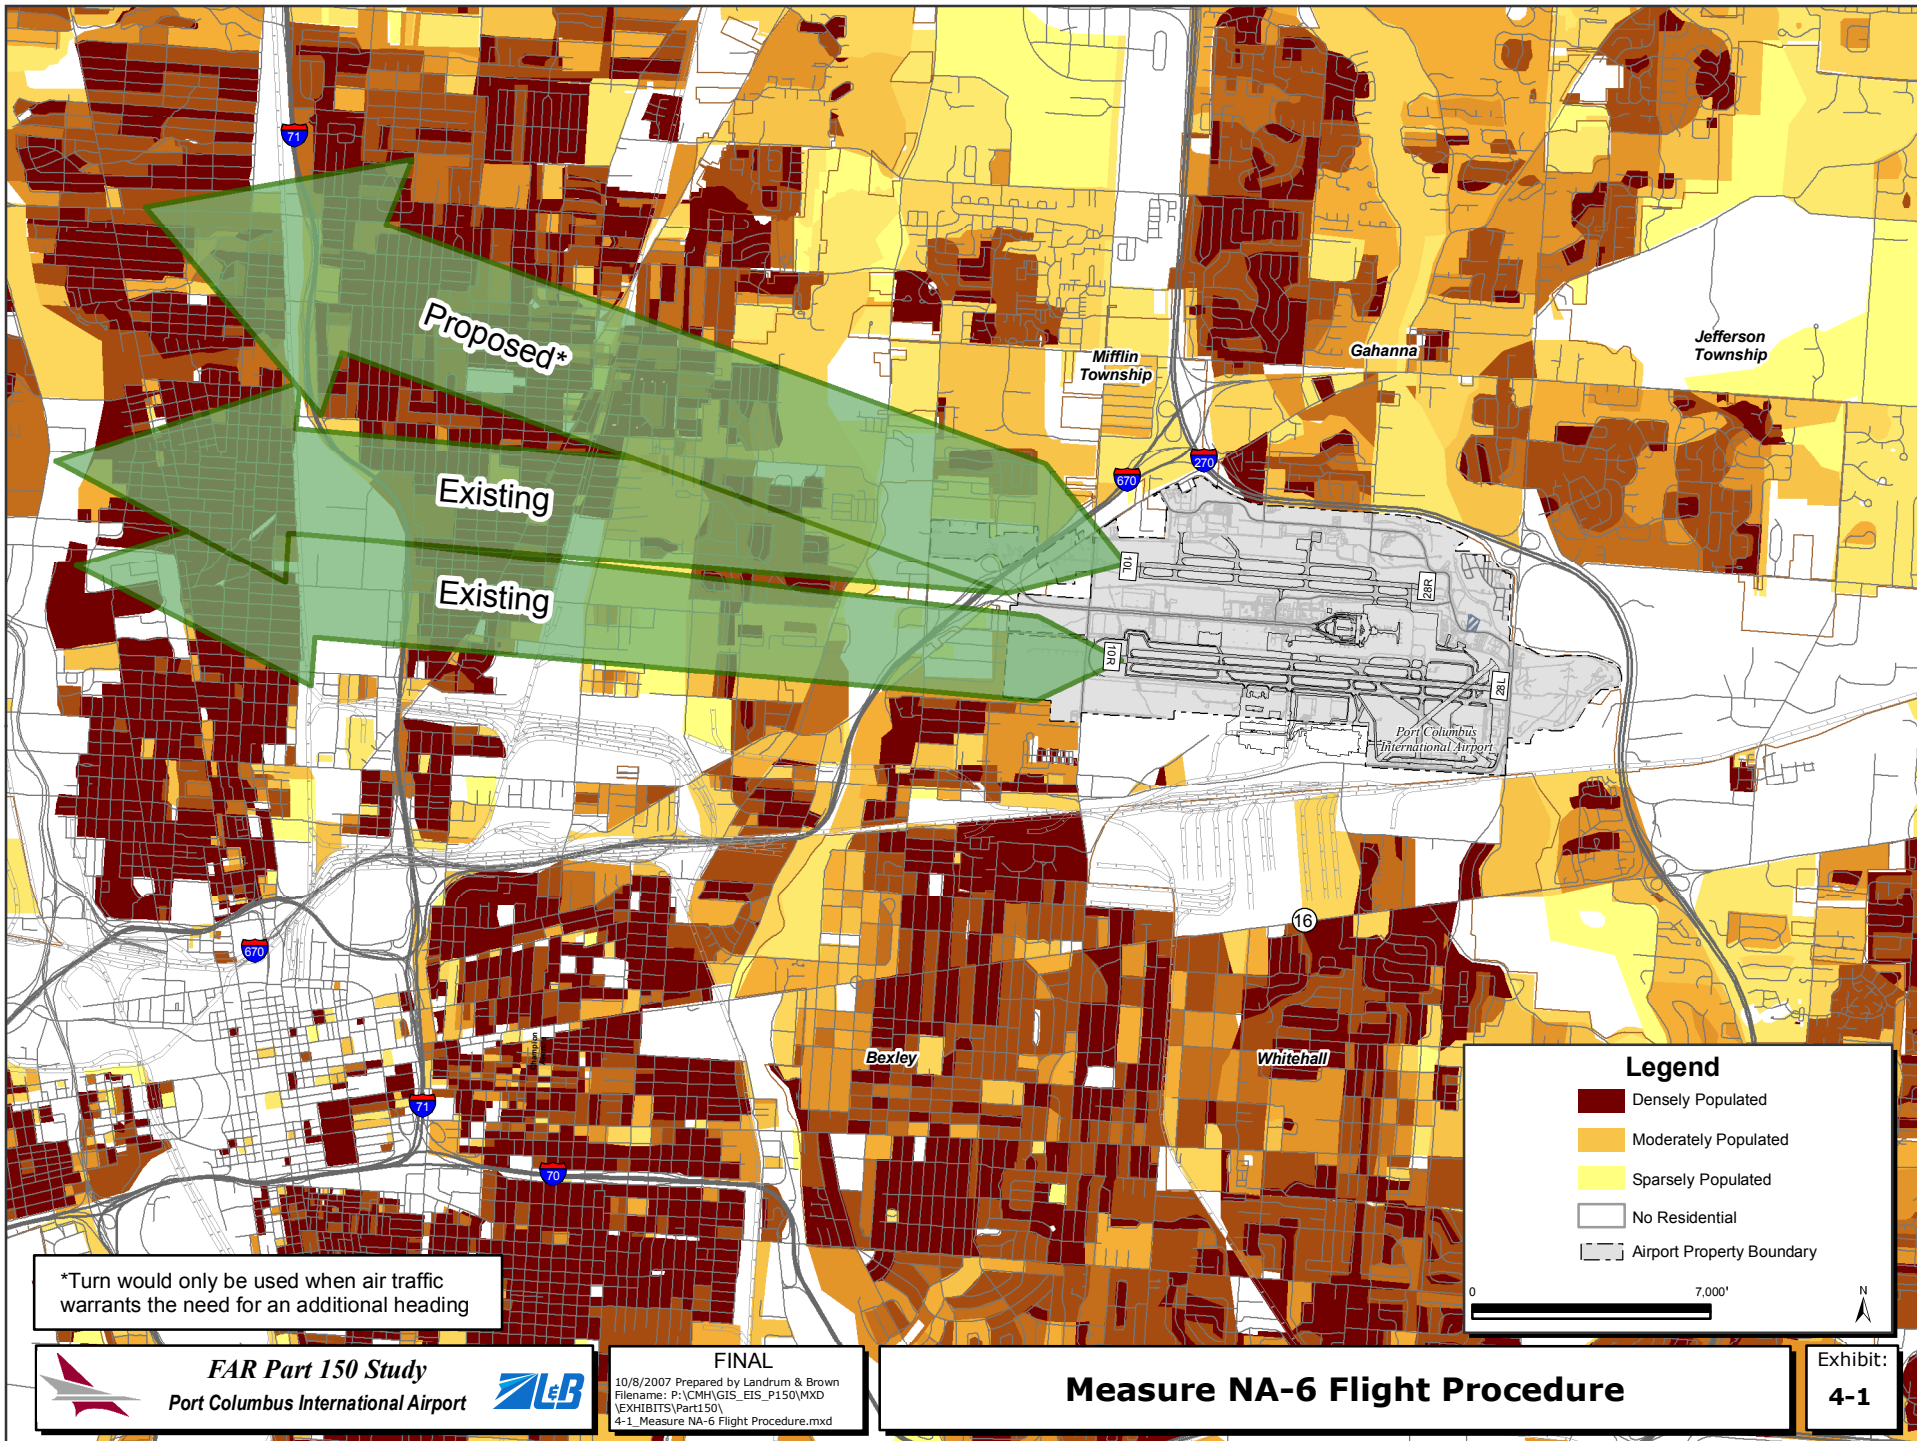 71
Proposed*
Existing
Existing
Mifflin
Township
Gahanna
Jefferson
Township
670
270
10L
28R
10R
28L
Port Columbus
International Airport
16
670
Champion
Bexley
Whitehall
71
70
Legend
Densely Populated
Moderately Populated
Sparsely Populated
No Residential
Airport Property Boundary
0 7,000'
N
*Turn would only be used when air traffic
warrants the need for an additional heading
FAR Part 150 Study
Port Columbus International Airport
L&B
FINAL
10/8/2007 Prepared by Landrum & Brown
Filename: P:\CMH\GIS_EIS_P150\MXD
\EXHIBITS\Part150\
4-1_Measure NA-6 Flight Procedure.mxd
Measure NA-6 Flight Procedure
Exhibit:
4-1